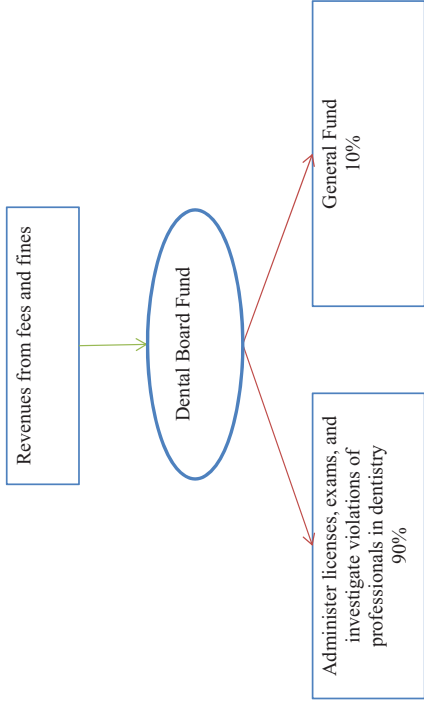 Revenues from fees and fines
Dental Board Fund
Administer licenses, exams, and
investigate violations of
professionals in dentistry
90%
General Fund
10%